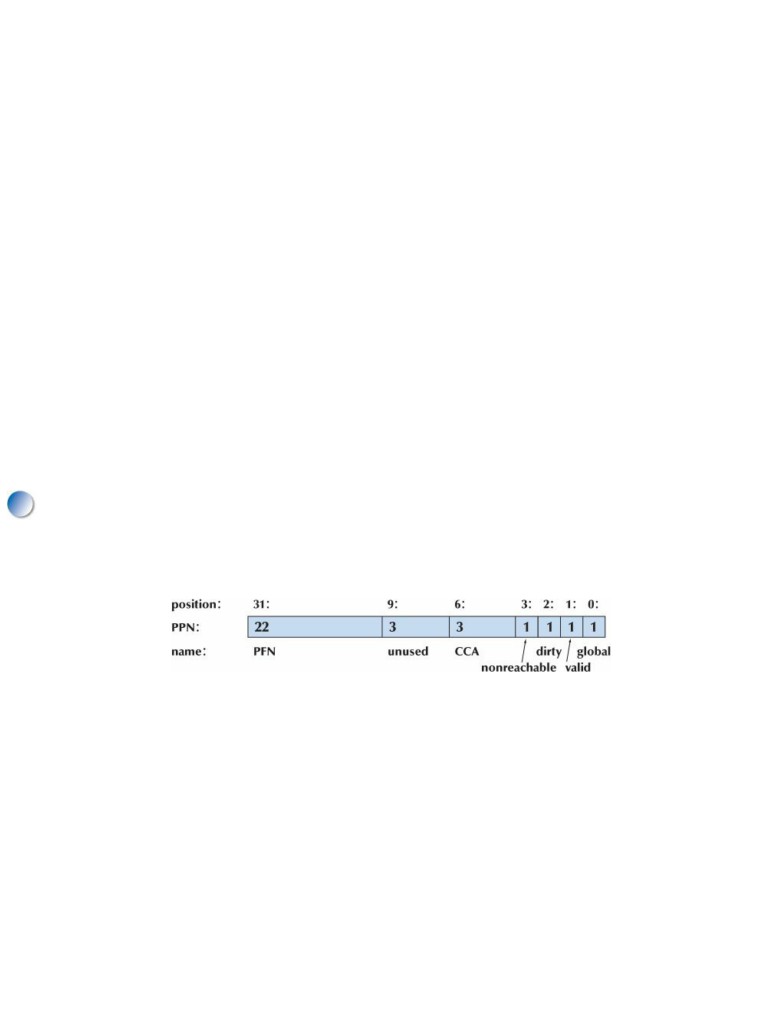 position: 31: 9: 6: 3: 2: 1: 0:
PPN: 22 3 3 1 1 1 1
name: PFN unused CCA dirty global
nonreachable valid